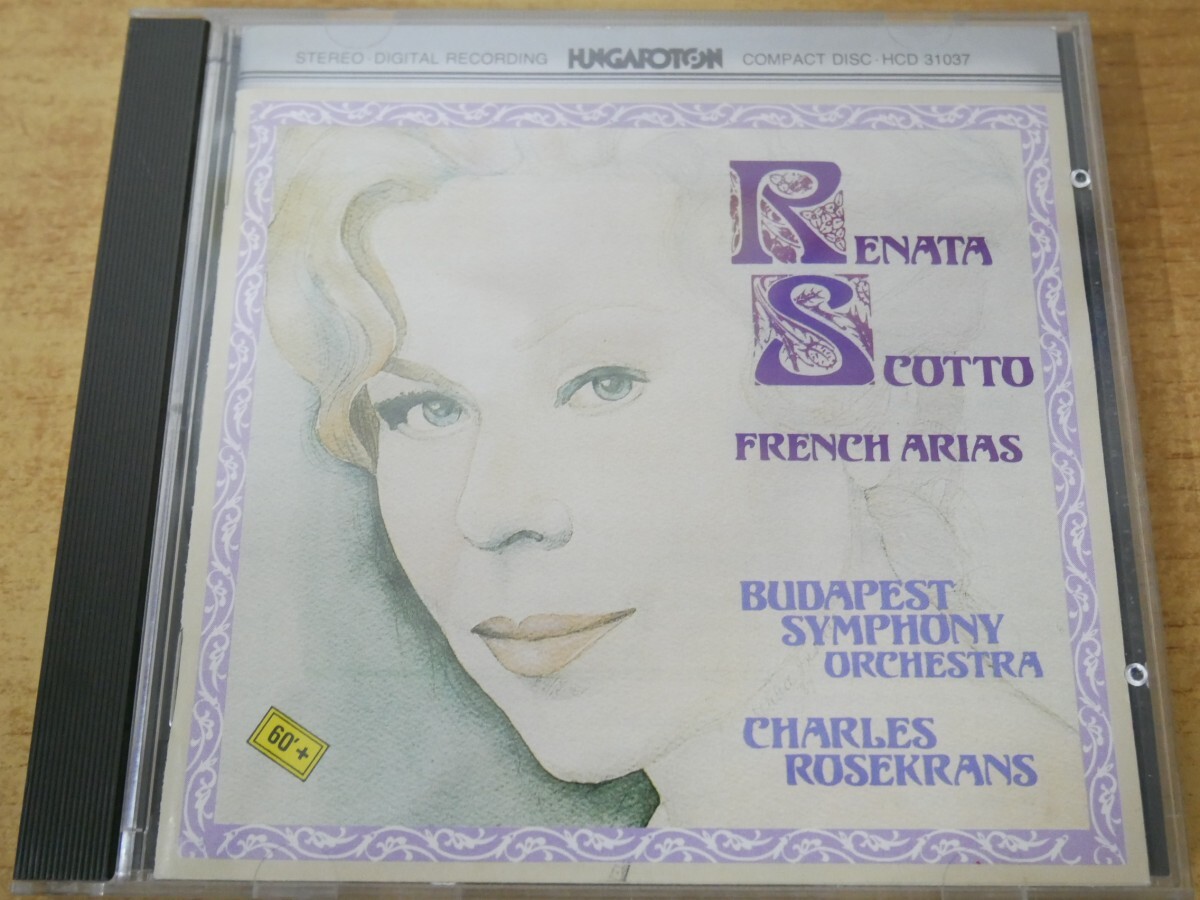 STEREO·DIGITAL RECORDING HUNGAROTON COMPACT DISC·HCD 31037
RENATA
SCOTTO
FRENCH ARIAS
BUDAPEST
SYMPHONY
ORCHESTRA
CHARLES
ROSEKRANS
60'+